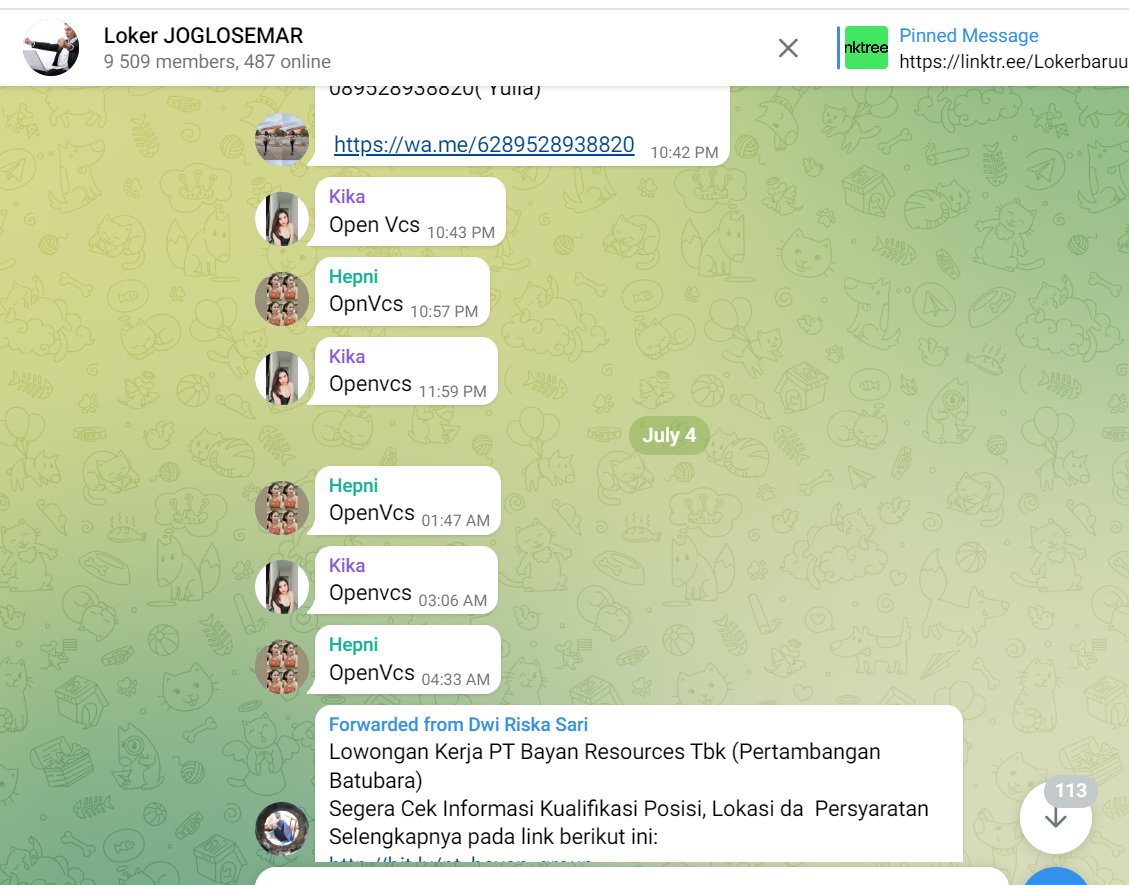 Loker JOGLOSEMAR
9 509 members, 487 online
nktree
Pinned Message
https://linktr.ee/Lokerbaruu
089528938820( Yulia)
https://wa.me/6289528938820 10:42 PM
Kika
Open Vcs 10:43 PM
Hepni
OpnVcs 10:57 PM
Kika
Openvcs 11:59 PM
July 4
Hepni
OpenVcs 01:47 AM
Kika
Openvcs 03:06 AM
Hepni
OpenVcs 04:33 AM
Forwarded from Dwi Riska Sari
Lowongan Kerja PT Bayan Resources Tbk (Pertambangan
Batubara)
Segera Cek Informasi Kualifikasi Posisi, Lokasi da  Persyaratan
Selengkapnya pada link berikut ini:
113